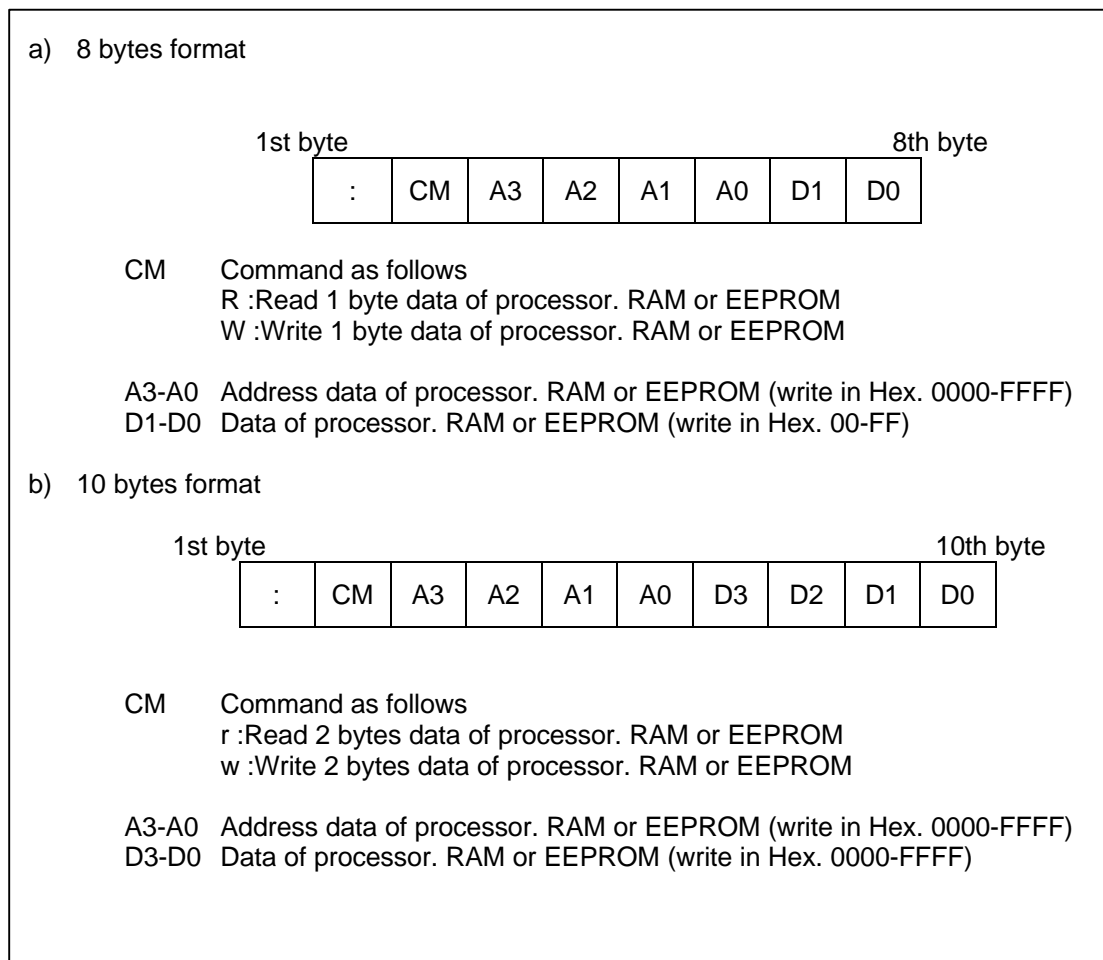 a) 8 bytes format
1st byte 8th byte
: CM A3 A2 A1 A0 D1 D0
CM Command as follows
R :Read 1 byte data of processor. RAM or EEPROM
W :Write 1 byte data of processor. RAM or EEPROM
A3-A0 Address data of processor. RAM or EEPROM (write in Hex. 0000-FFFF)
D1-D0 Data of processor. RAM or EEPROM (write in Hex. 00-FF)
b) 10 bytes format
1st byte 10th byte
: CM A3 A2 A1 A0 D3 D2 D1 D0
CM Command as follows
r :Read 2 bytes data of processor. RAM or EEPROM
w :Write 2 bytes data of processor. RAM or EEPROM
A3-A0 Address data of processor. RAM or EEPROM (write in Hex. 0000-FFFF)
D3-D0 Data of processor. RAM or EEPROM (write in Hex. 0000-FFFF)